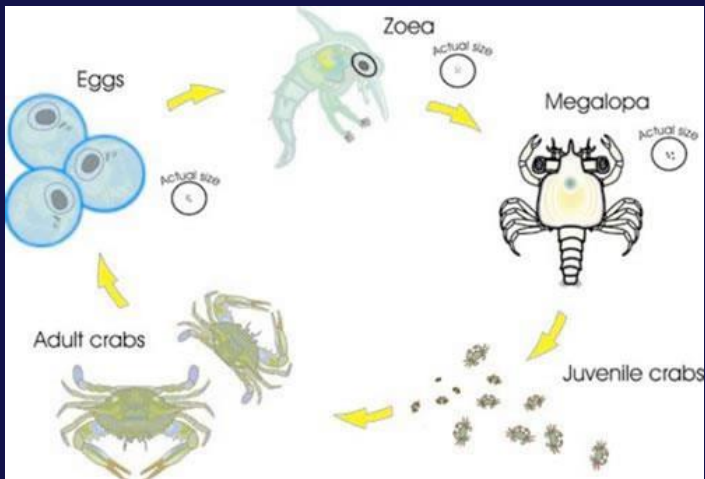 Zoea
Actual size
Eggs
Megalopa
Actual size
Actual size
Adult crabs
Juvenile crabs